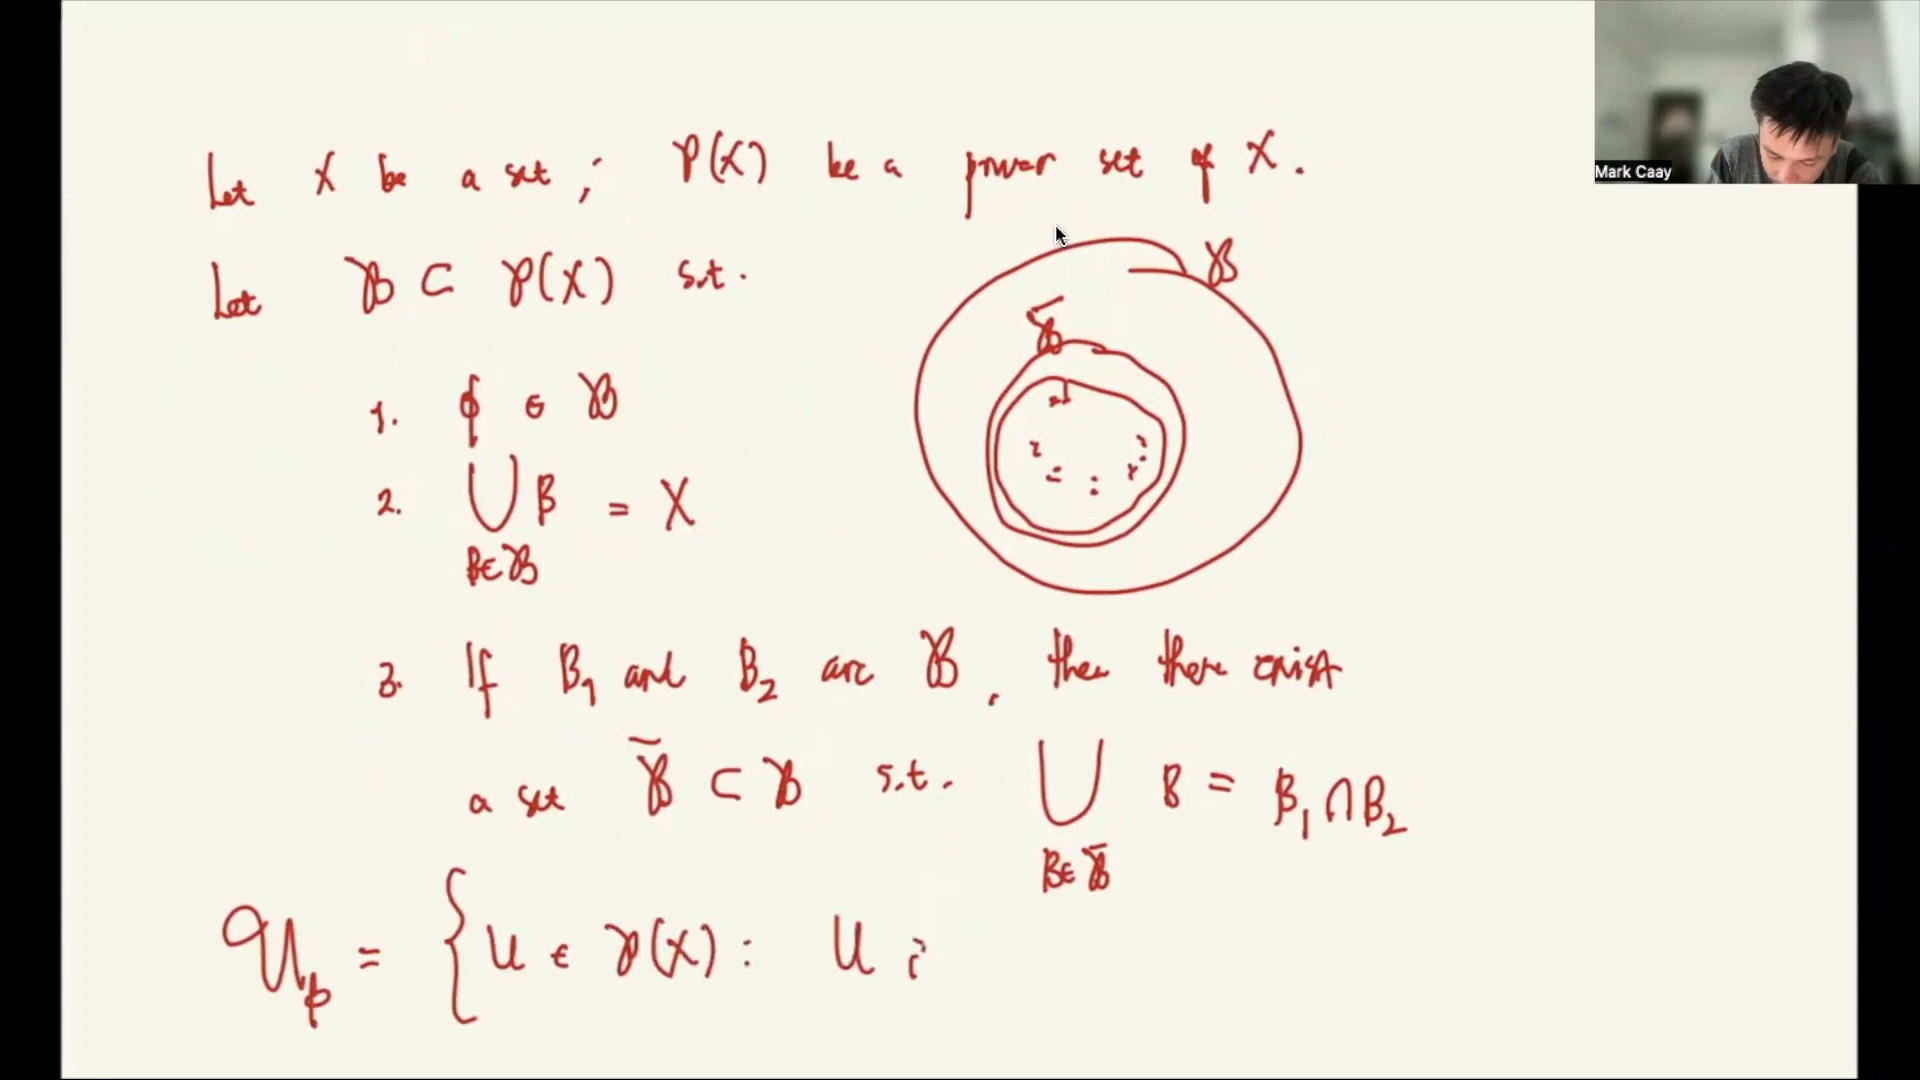 Let X be a set; P(X) be a power set of X.
Mark Caay
Let B ⊂ P(X) s.t.
B
B̄
1. ϕ ∈ B
2. ⋃ B = X
B∈B
3. If B₁ and B₂ are B, then there exist
a set B̄ ⊂ B s.t. ⋃ B = B₁ ∩ B₂
B∈B̄
U = { U ∈ P(X): U i